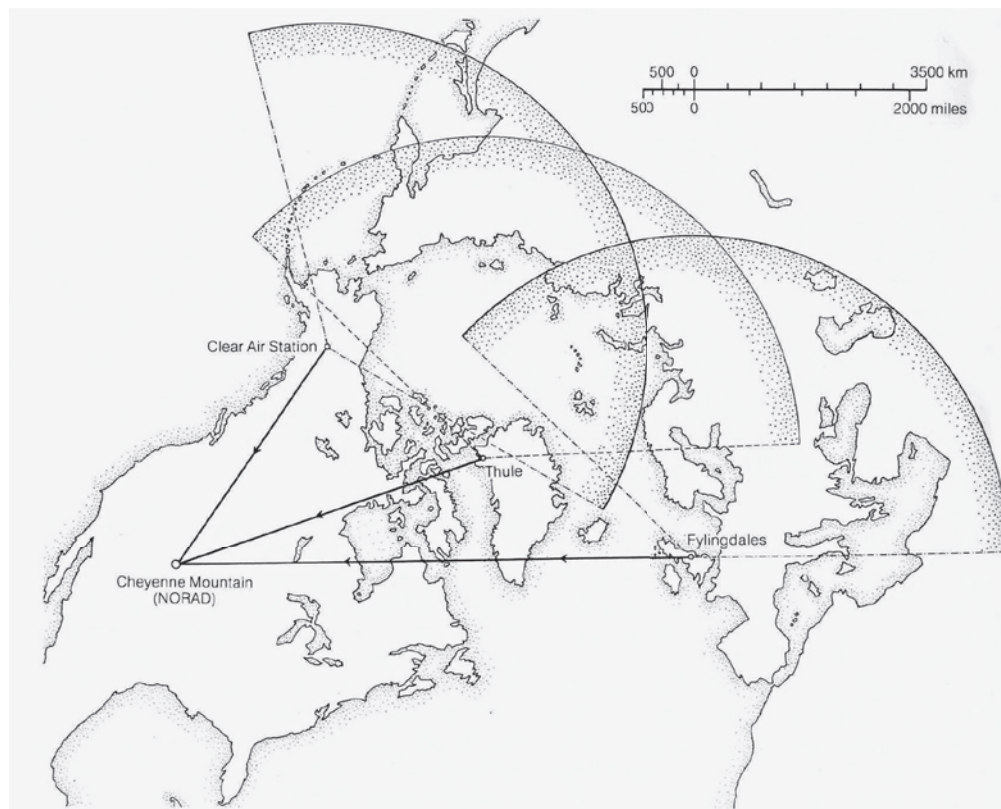 500 0 3500 km
500 0 2000 miles
Clear Air Station
Thule
Fylingdales
Cheyenne Mountain
(NORAD)